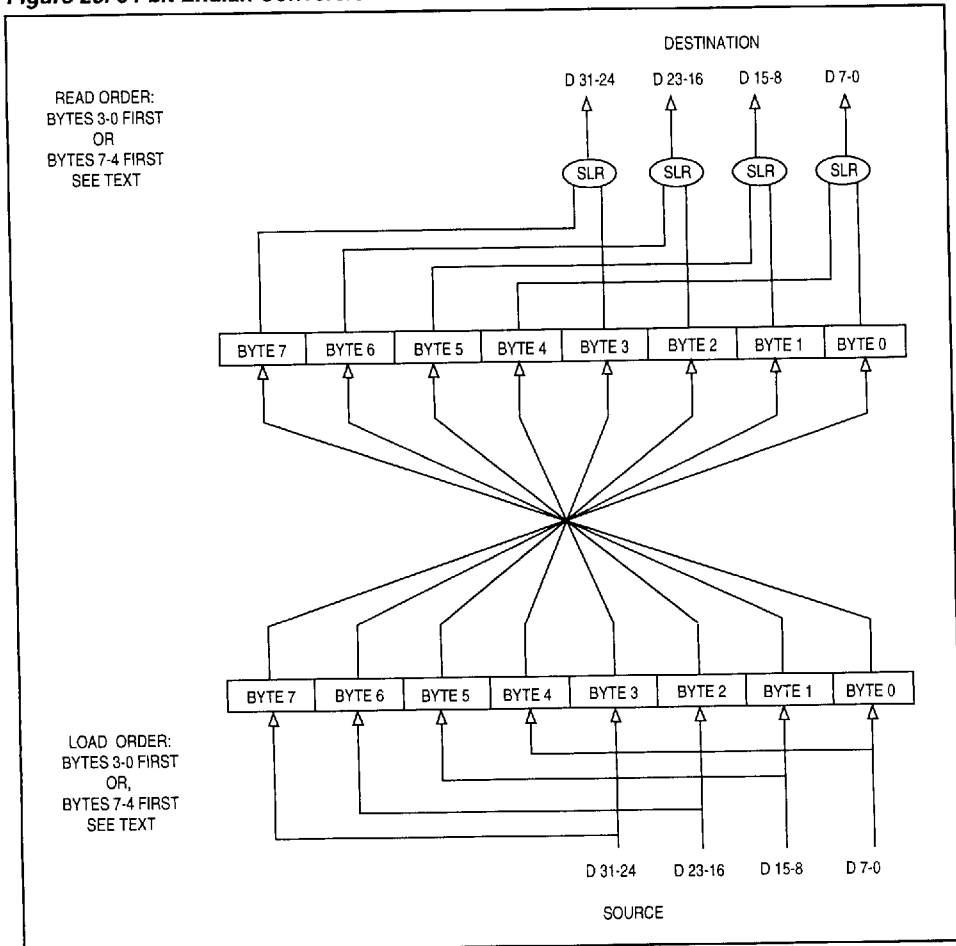 DESTINATION
D 31-24 D 23-16 D 15-8 D 7-0
READ ORDER:
BYTES 3-0 FIRST
OR
BYTES 7-4 FIRST
SEE TEXT
SLR SLR SLR SLR
BYTE 7 BYTE 6 BYTE 5 BYTE 4 BYTE 3 BYTE 2 BYTE 1 BYTE 0
BYTE 7 BYTE 6 BYTE 5 BYTE 4 BYTE 3 BYTE 2 BYTE 1 BYTE 0
LOAD ORDER:
BYTES 3-0 FIRST
OR,
BYTES 7-4 FIRST
SEE TEXT
D 31-24 D 23-16 D 15-8 D 7-0
SOURCE